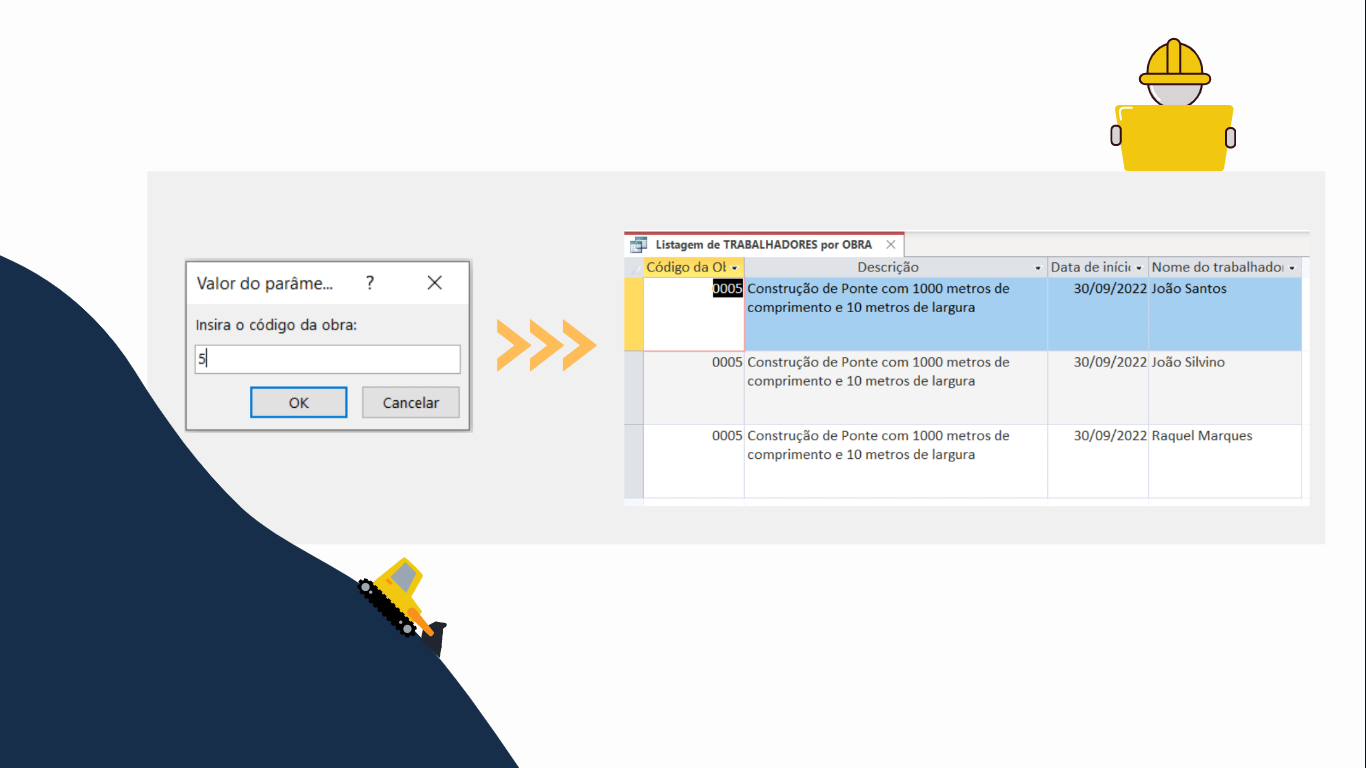 Valor do parâme... ?
Insira o código da obra:
5
OK Cancelar
Listagem de TRABALHADORES por OBRA
Código da Ob Descrição Data de início Nome do trabalhador
0005 Construção de Ponte com 1000 metros de 30/09/2022 João Santos
comprimento e 10 metros de largura
0005 Construção de Ponte com 1000 metros de 30/09/2022 João Silvino
comprimento e 10 metros de largura
0005 Construção de Ponte com 1000 metros de 30/09/2022 Raquel Marques
comprimento e 10 metros de largura